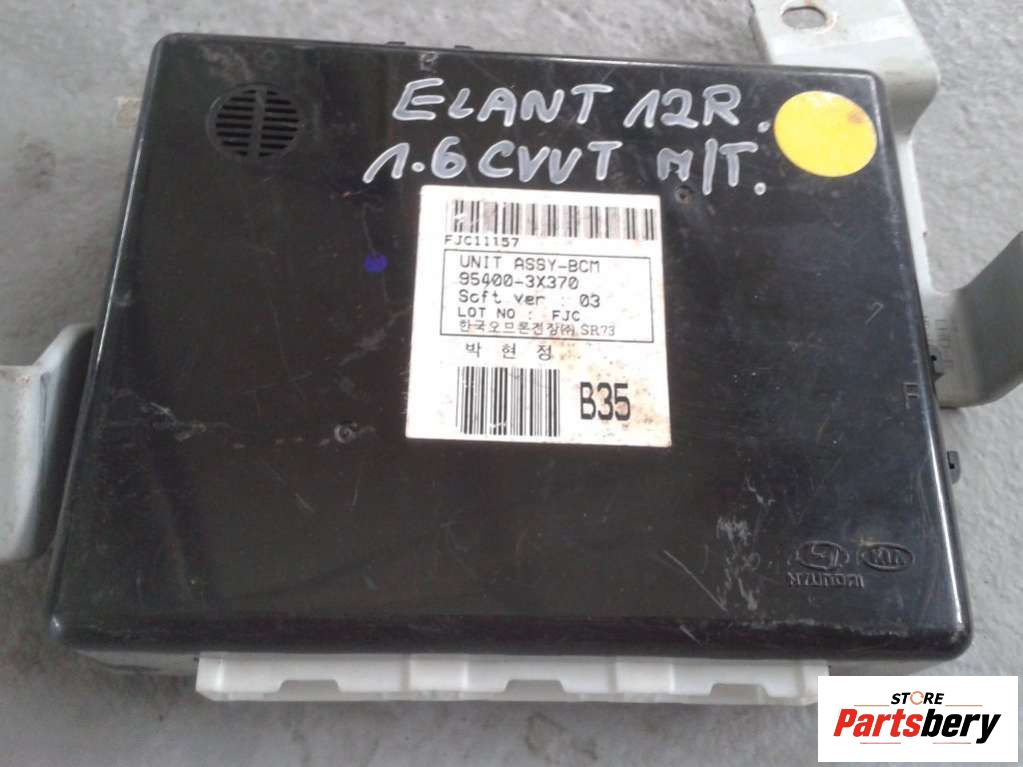 ELANT 12R.
1.6 CVVT M/T.
FJC11157
UNIT ASSY-BCM
95400-3X370
Soft ver : 03
LOT NO : FJC
한국오므론전장(주) SR73
박 현 정
B35
HYUNDAI
KIA
STORE
Partsbery